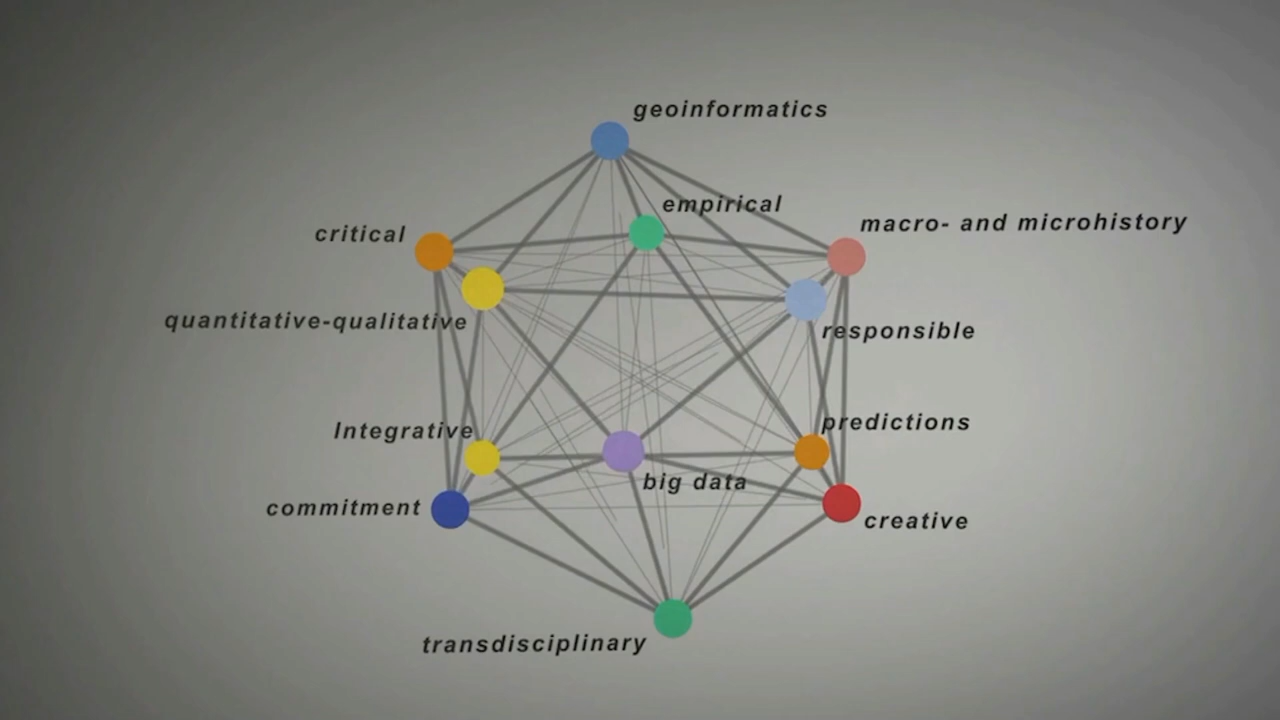 geoinformatics
empirical
critical
macro- and microhistory
quantitative-qualitative
responsible
Integrative
predictions
big data
commitment
creative
transdisciplinary